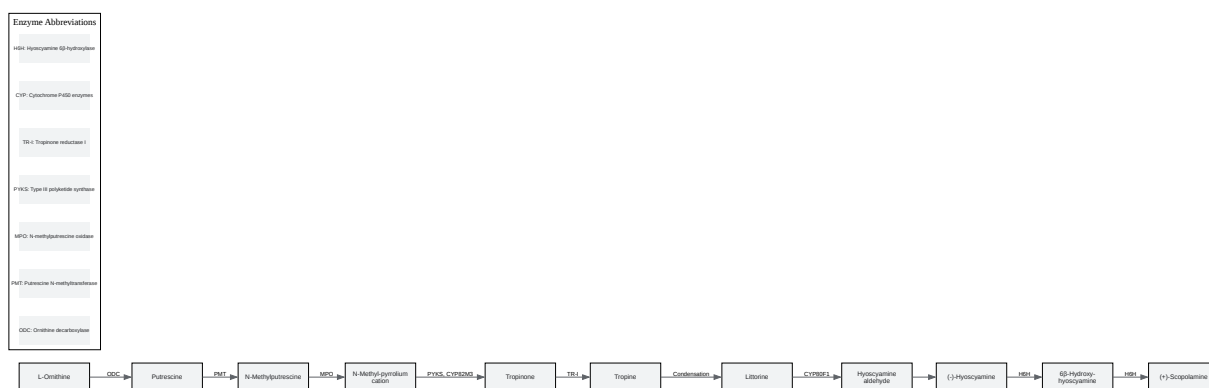 Enzyme Abbreviations
H6H: Hyoscyamine 6β-hydroxylase
CYP: Cytochrome P450 enzymes
TR-I: Tropinone reductase I
PYKS: Type III polyketide synthase
MPO: N-methylputrescine oxidase
PMT: Putrescine N-methyltransferase
ODC: Ornithine decarboxylase
L-Ornithine
ODC
Putrescine
PMT
N-Methylputrescine
MPO
N-Methyl-pyrrolium
cation
PYKS, CYP82M3
Tropinone
TR-I
Tropine
Condensation
Littorine
CYP80F1
Hyoscyamine
aldehyde
(-)-Hyoscyamine
H6H
6β-Hydroxy-
hyoscyamine
H6H
(+)-Scopolamine